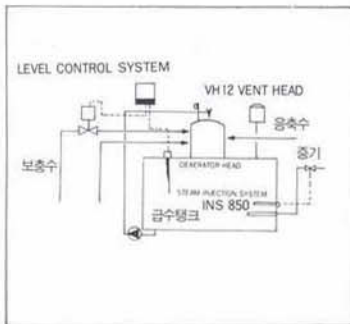 LEVEL CONTROL SYSTEM
VH12 VENT HEAD
응축수
증기
보충수
DEAERATOR HEAD
STEAM INJECTION SYSTEM
INS 850
급수탱크